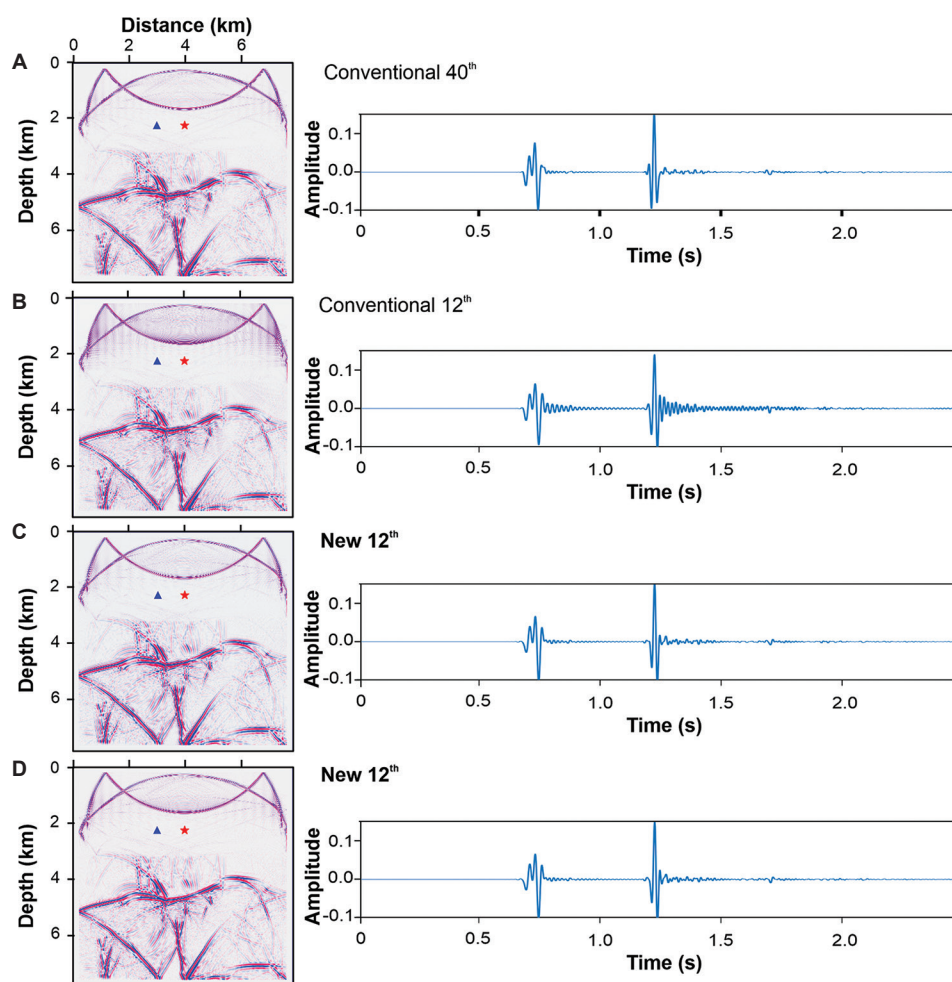 Distance (km)
0 2 4 6
A
Conventional 40th
Depth (km)
0
2
4
6
Amplitude
0.1
0.0
-0.1
0 0.5 1.0 1.5 2.0
Time (s)
B
Conventional 12th
Depth (km)
0
2
4
6
Amplitude
0.1
0.0
-0.1
0 0.5 1.0 1.5 2.0
Time (s)
C
New 12th
Depth (km)
0
2
4
6
Amplitude
0.1
0.0
-0.1
0 0.5 1.0 1.5 2.0
Time (s)
D
New 12th
Depth (km)
0
2
4
6
Amplitude
0.1
0.0
-0.1
0 0.5 1.0 1.5 2.0
Time (s)